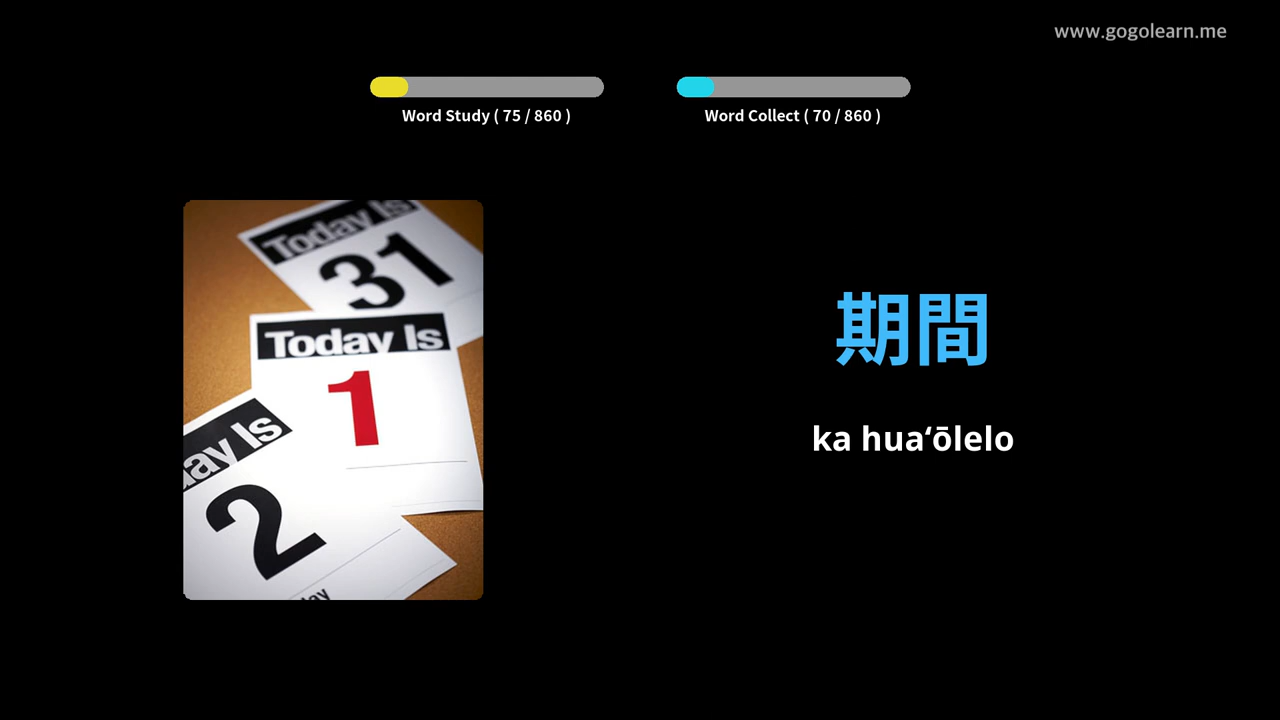 www.gogolearn.me
Word Study ( 75 / 860 )
Word Collect ( 70 / 860 )
Today Is
31
Today Is
1
ay Is
2
期間
ka huaʻōlelo